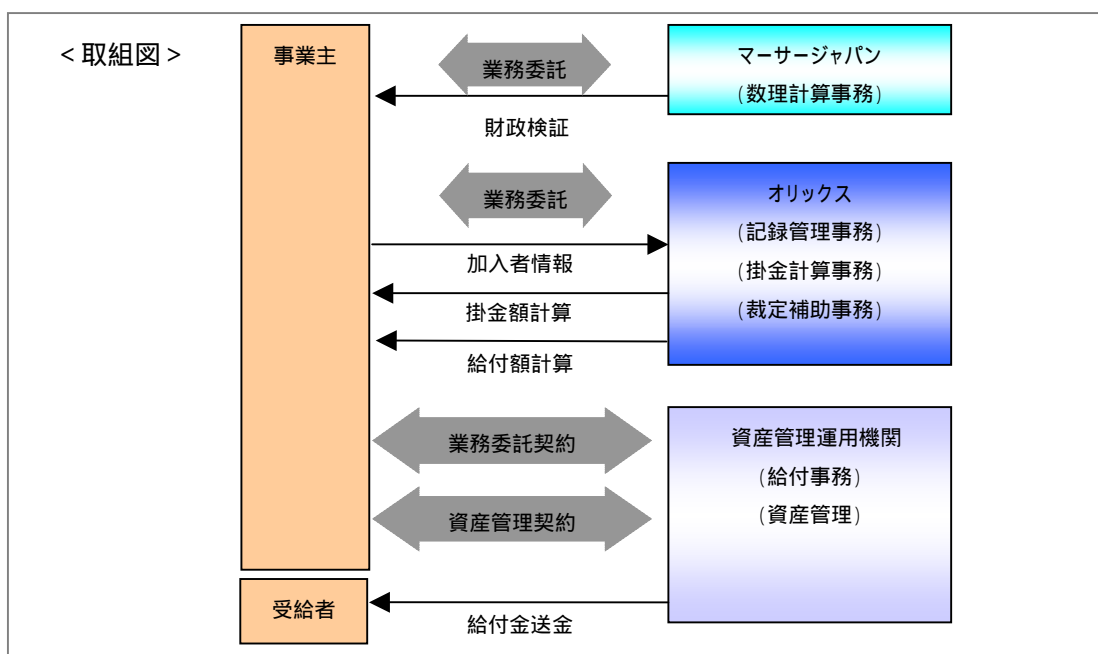 <取組図>
事業主
業務委託
マーサージャパン
(数理計算事務)
財政検証
業務委託
オリックス
(記録管理事務)
(掛金計算事務)
(裁定補助事務)
加入者情報
掛金額計算
給付額計算
業務委託契約
資産管理契約
資産管理運用機関
(給付事務)
(資産管理)
受給者
給付金送金